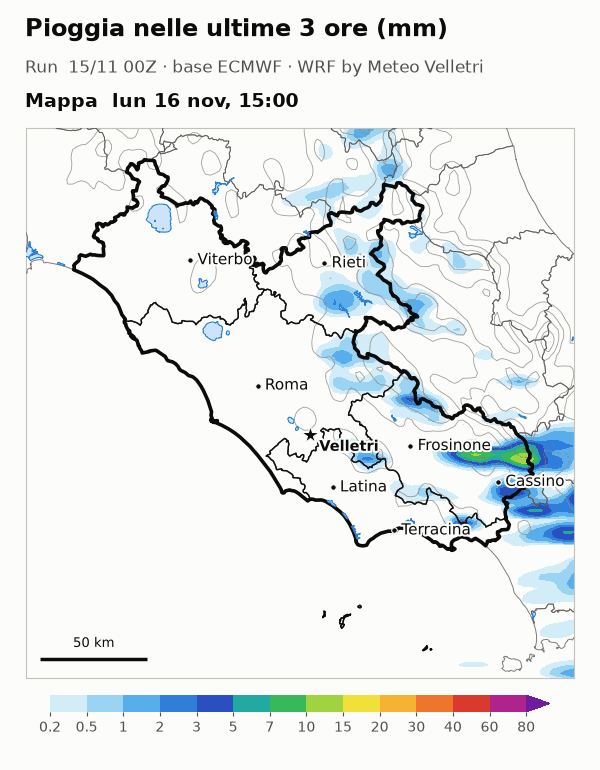 Pioggia nelle ultime 3 ore (mm)
Run  15/11 00Z · base ECMWF · WRF by Meteo Velletri
Mappa  lun 16 nov, 15:00
Viterbo
Rieti
Roma
Velletri
Frosinone
Latina
Cassino
Terracina
50 km
0.2 0.5 1 2 3 5 7 10 15 20 30 40 60 80